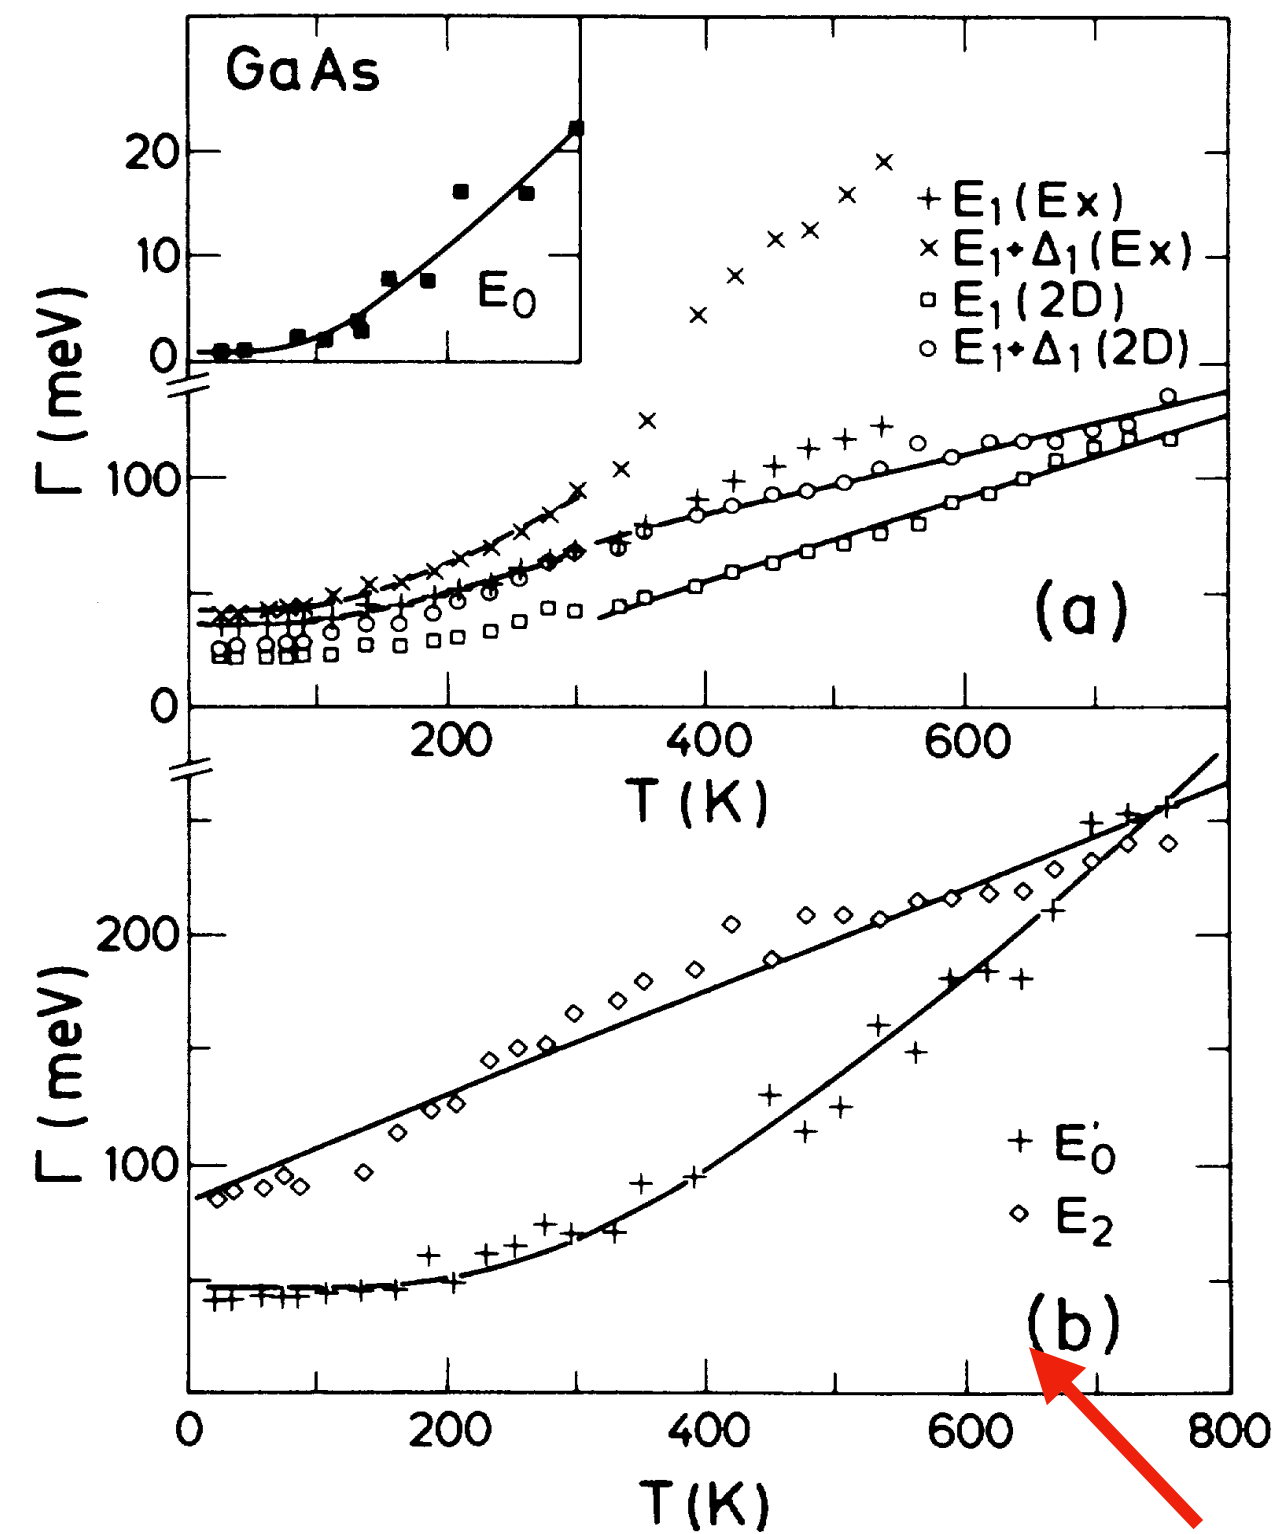 GaAs
20
10
0
E0
+ E1(Ex)
× E1+Δ1(Ex)
□ E1(2D)
○ E1+Δ1(2D)
Γ (meV)
100
0
(a)
200 400 600
T(K)
200
100
Γ (meV)
+ E0'
◇ E2
(b)
0 200 400 600 800
T(K)